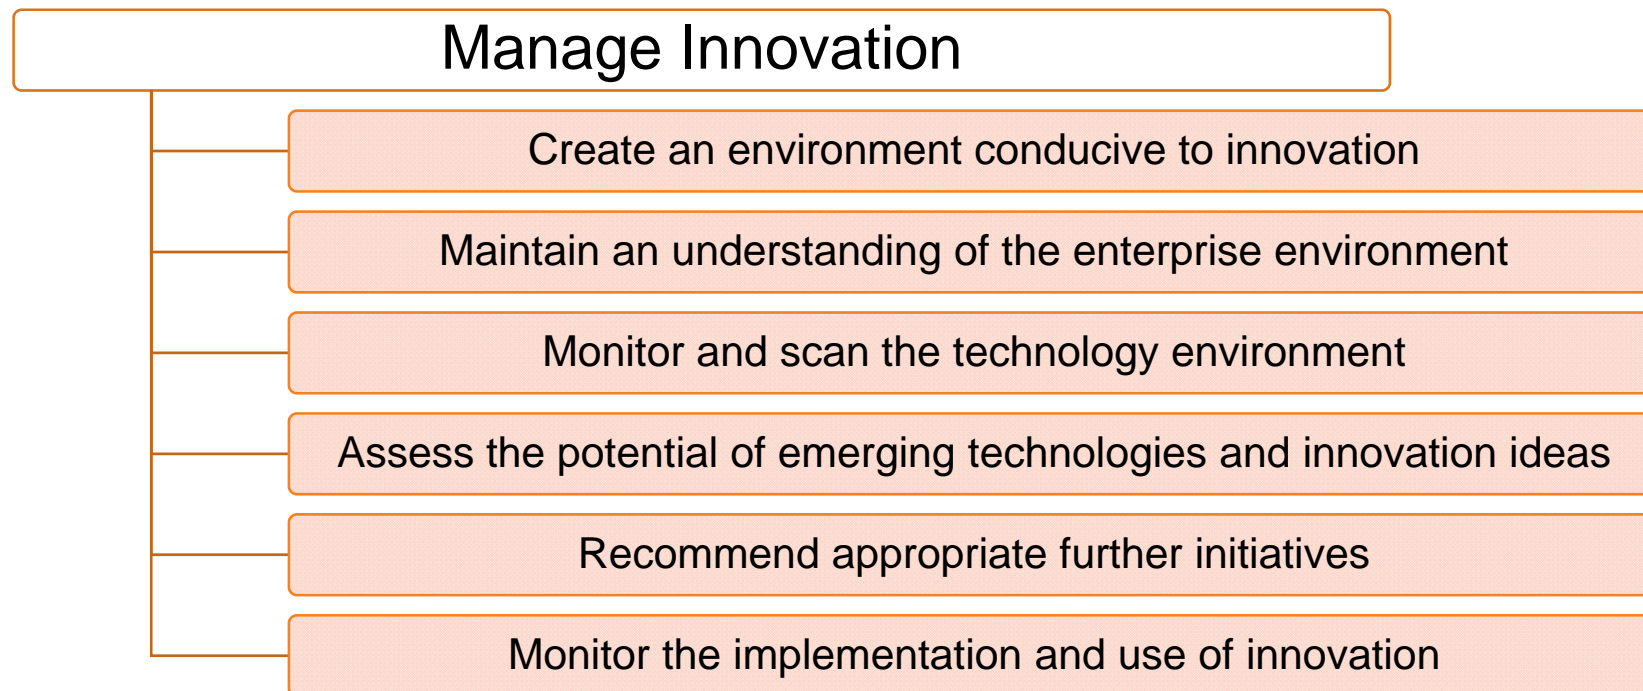 Manage Innovation
Create an environment conducive to innovation
Maintain an understanding of the enterprise environment
Monitor and scan the technology environment
Assess the potential of emerging technologies and innovation ideas
Recommend appropriate further initiatives
Monitor the implementation and use of innovation